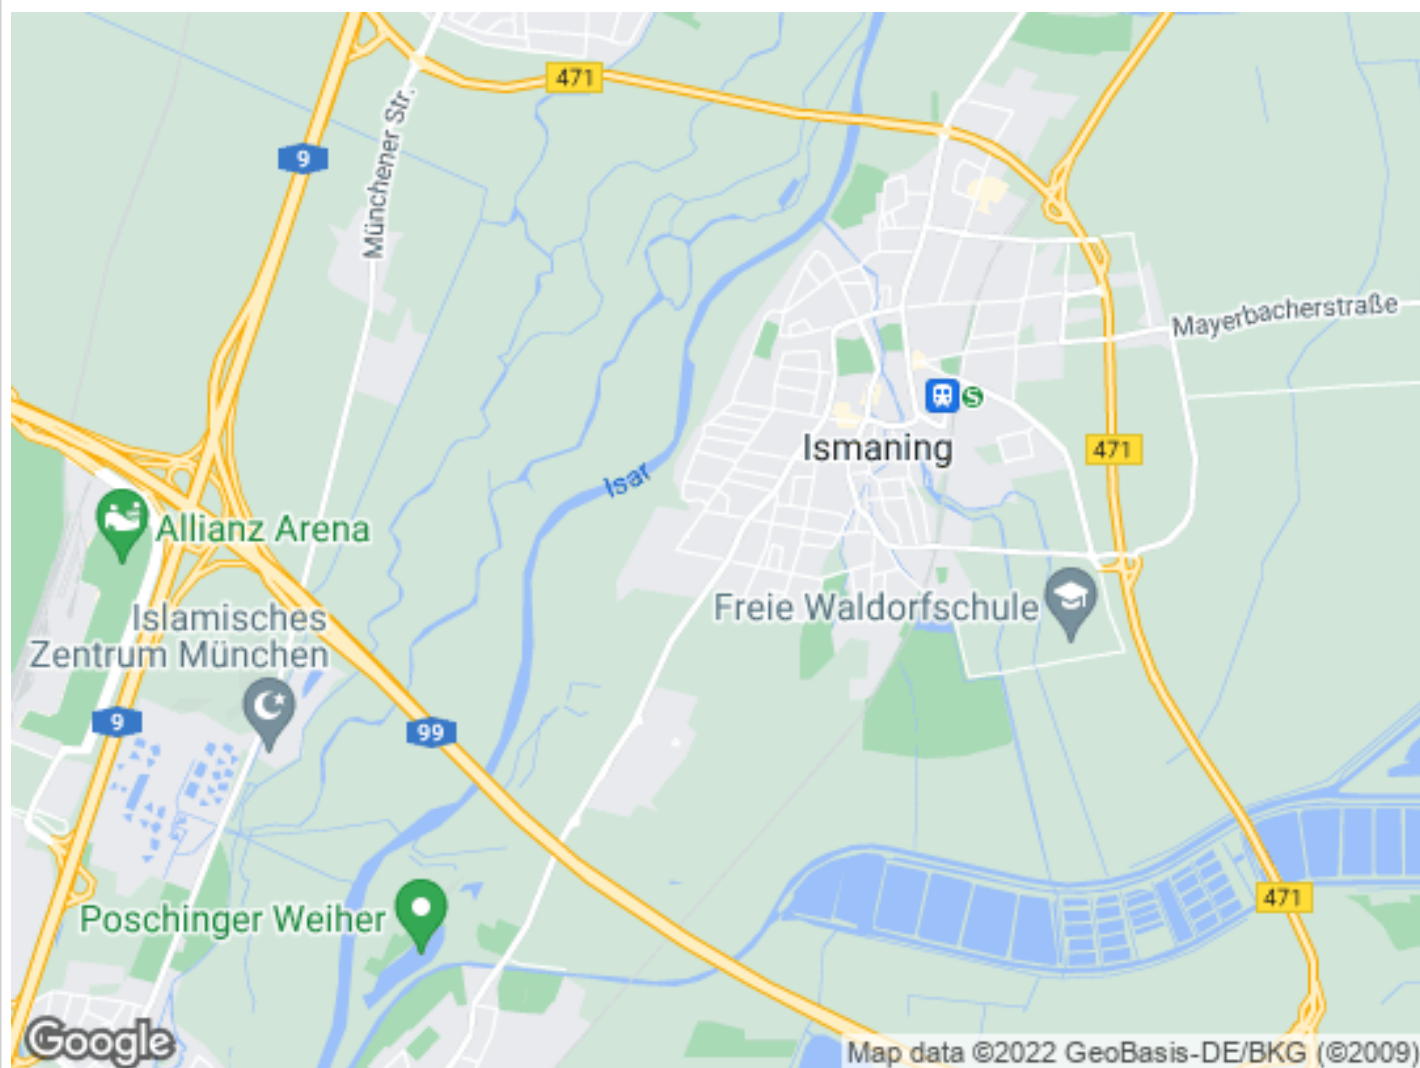 471
9
Münchener Str.
Mayerbacherstraße
S
Ismaning
471
Isar
Allianz Arena
Freie Waldorfschule
Islamisches
Zentrum München
9
99
471
Poschinger Weiher
Google
Map data ©2022 GeoBasis-DE/BKG (©2009)